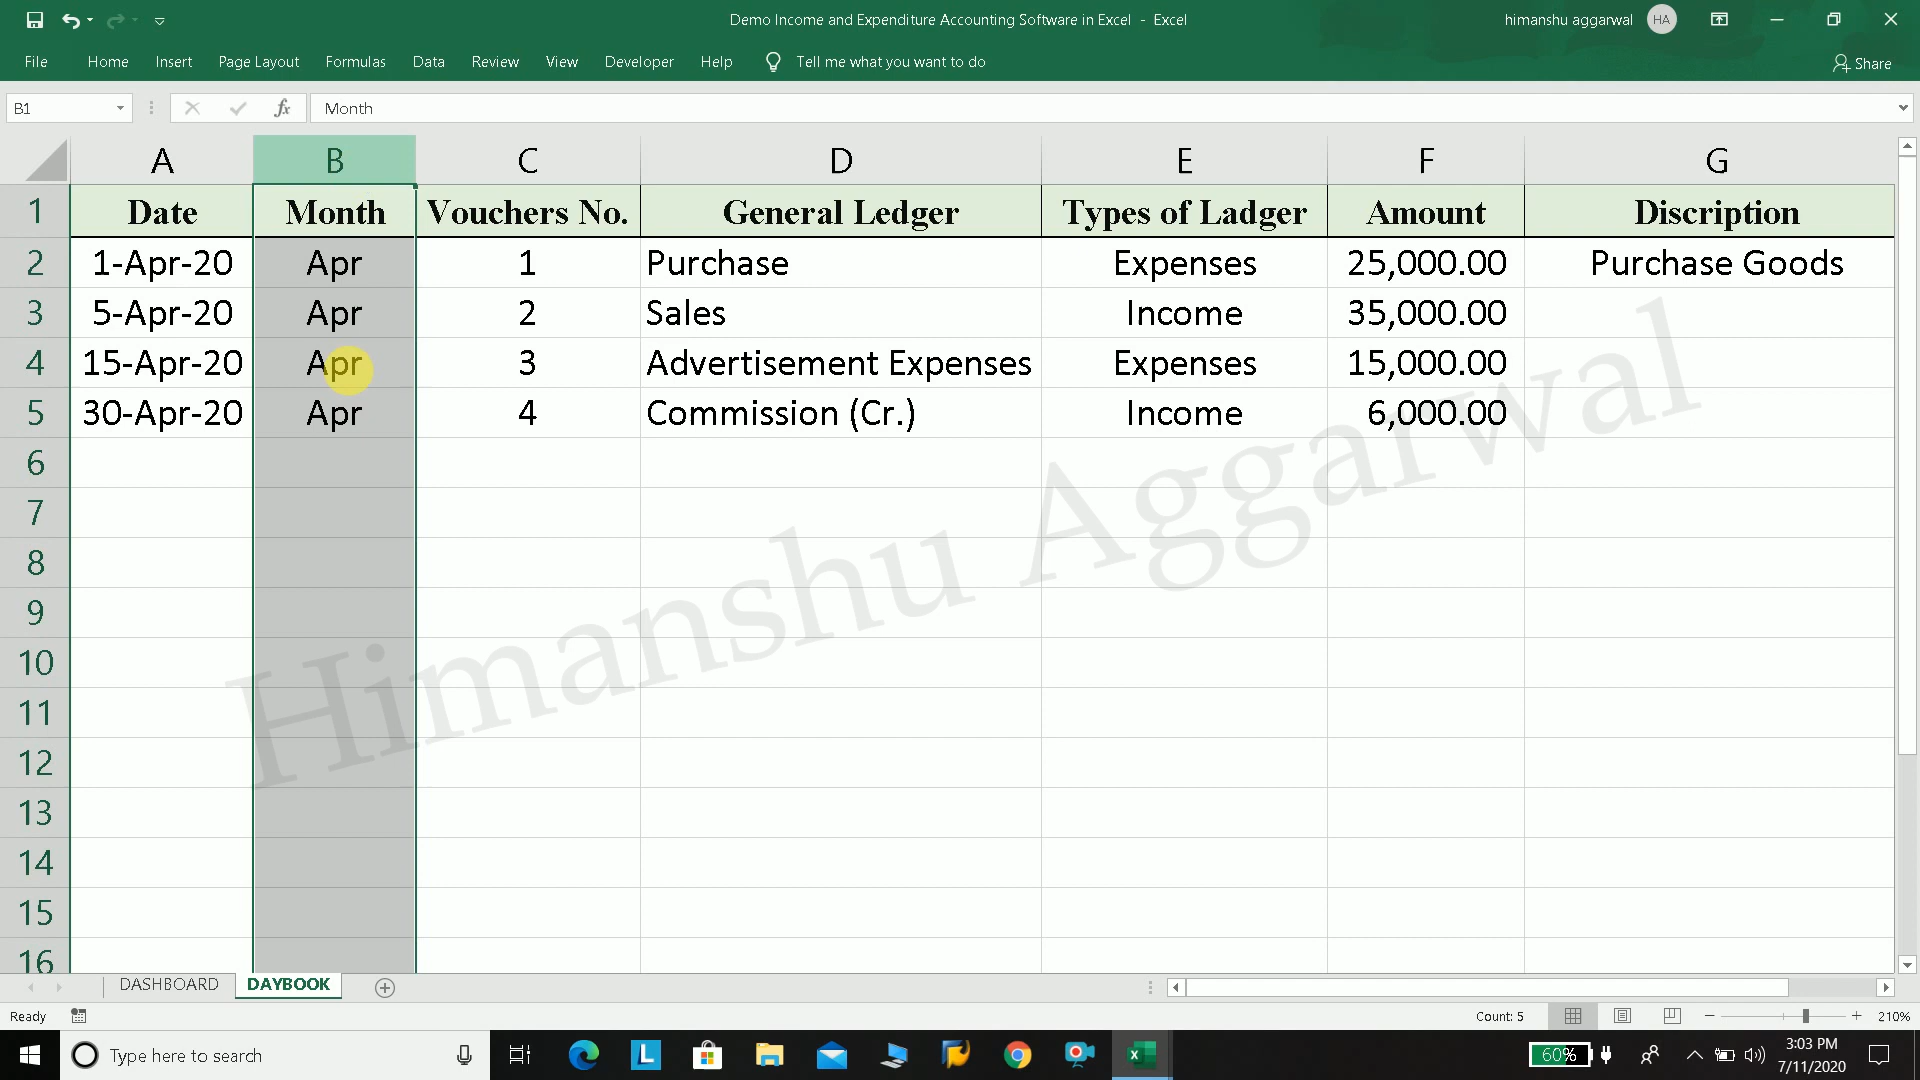 Demo Income and Expenditure Accounting Software in Excel - Excel
himanshu aggarwal HA
File Home Insert Page Layout Formulas Data Review View Developer Help Tell me what you want to do Share
B1 fx Month
A B C D E F G
1 Date Month Vouchers No. General Ledger Types of Ladger Amount Discription
2 1-Apr-20 Apr 1 Purchase Expenses 25,000.00 Purchase Goods
3 5-Apr-20 Apr 2 Sales Income 35,000.00
4 15-Apr-20 Apr 3 Advertisement Expenses Expenses 15,000.00
5 30-Apr-20 Apr 4 Commission (Cr.) Income 6,000.00
6
7
8
9
10
11
12
13
14
15
16
Himanshu Aggarwal
DASHBOARD DAYBOOK
Ready Count: 5 210%
Type here to search L 60% 3:03 PM
7/11/2020